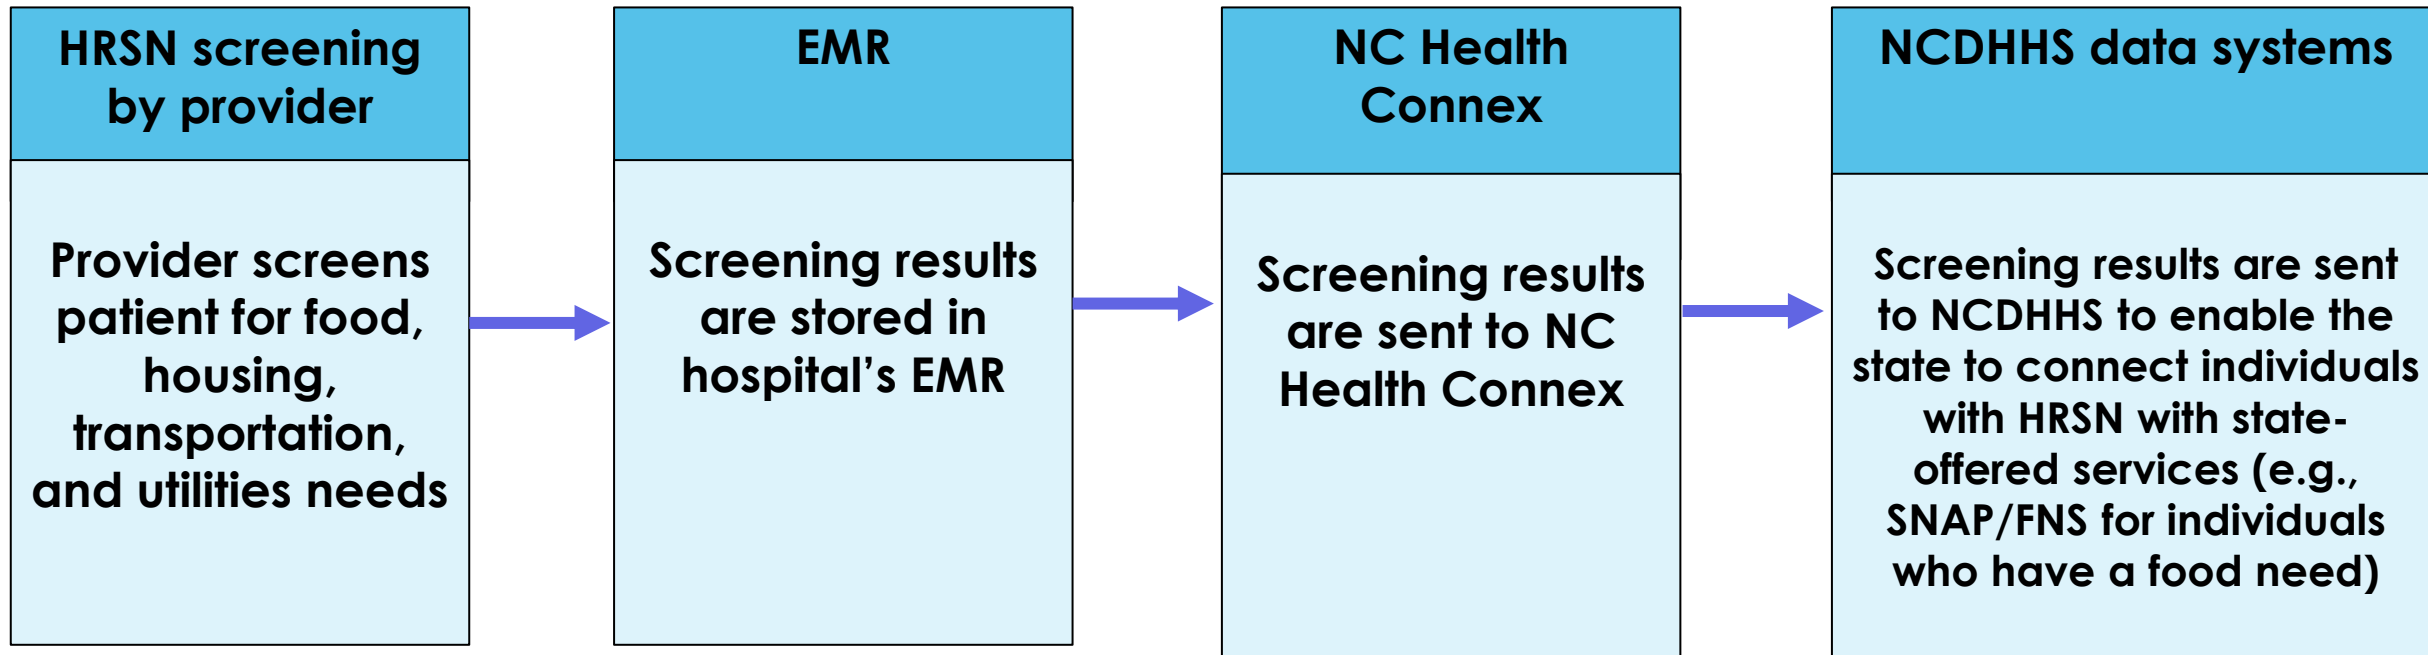 HRSN screening
by provider
Provider screens
patient for food,
housing,
transportation,
and utilities needs
EMR
Screening results
are stored in
hospital’s EMR
NC Health
Connex
Screening results
are sent to NC
Health Connex
NCDHHS data systems
Screening results are sent
to NCDHHS to enable the
state to connect individuals
with HRSN with state-
offered services (e.g.,
SNAP/FNS for individuals
who have a food need)